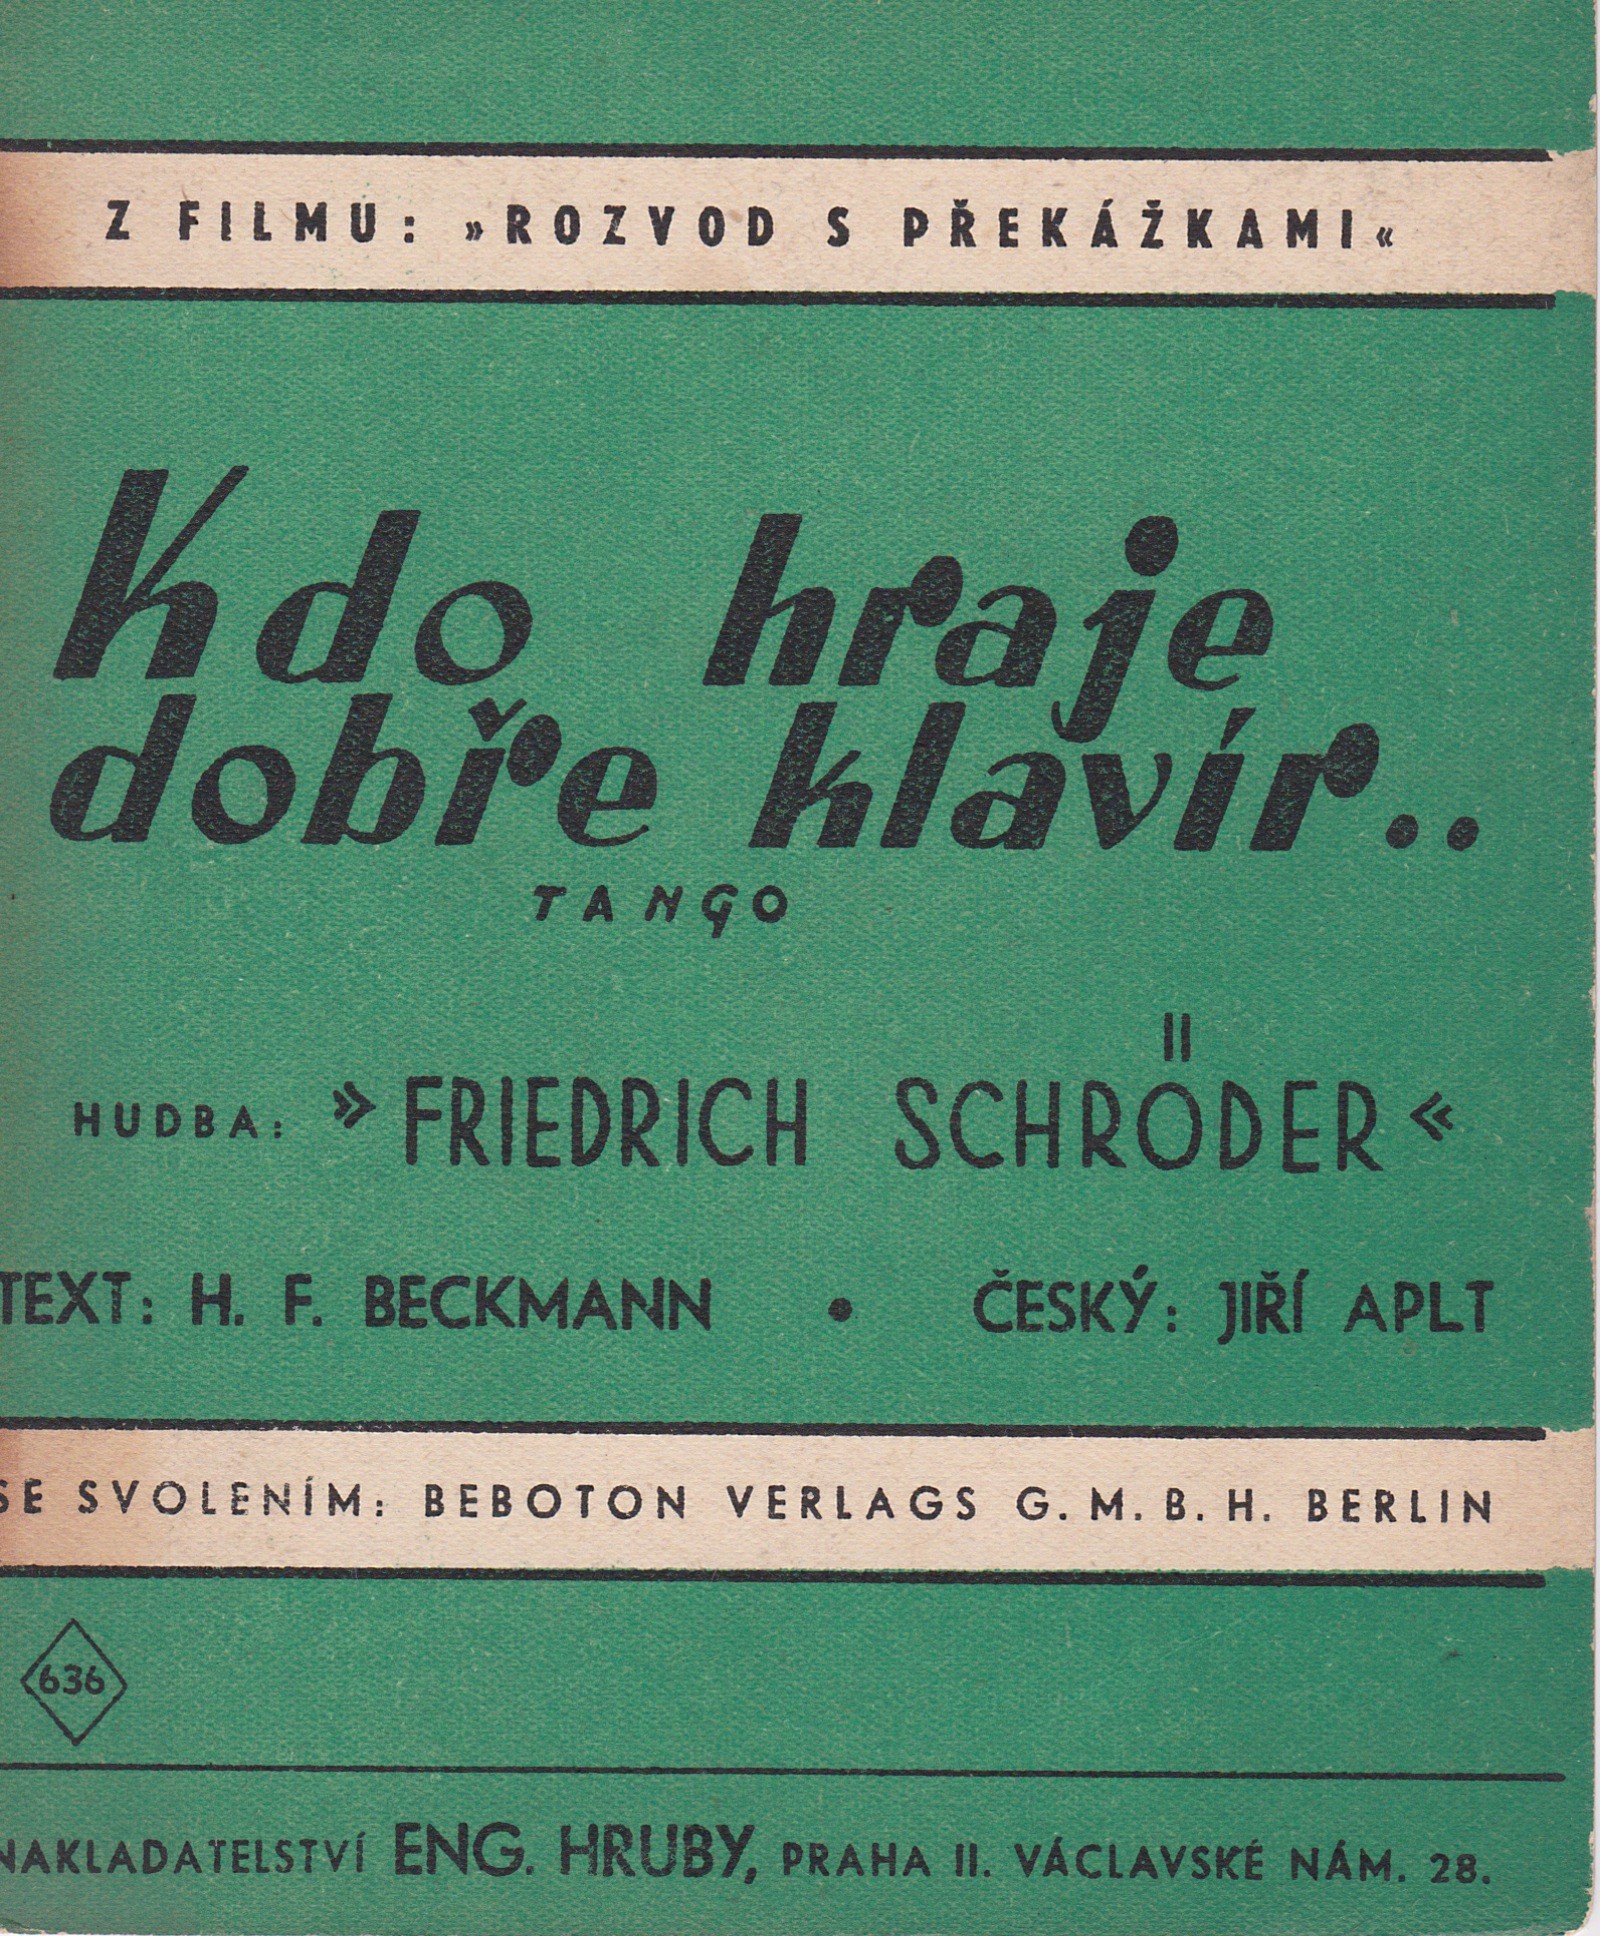 Z FILMU: »ROZVOD S PŘEKÁŽKAMI«
Kdo hraje
dobře klavír..
TANGO
HUDBA: »FRIEDRICH SCHRÖDER«
TEXT: H. F. BECKMANN • ČESKÝ: JIŘÍ APLT
SE SVOLENÍM: BEBOTON VERLAGS G. M. B. H. BERLIN
636
NAKLADATELSTVÍ ENG. HRUBY, PRAHA II. VÁCLAVSKÉ NÁM. 28.